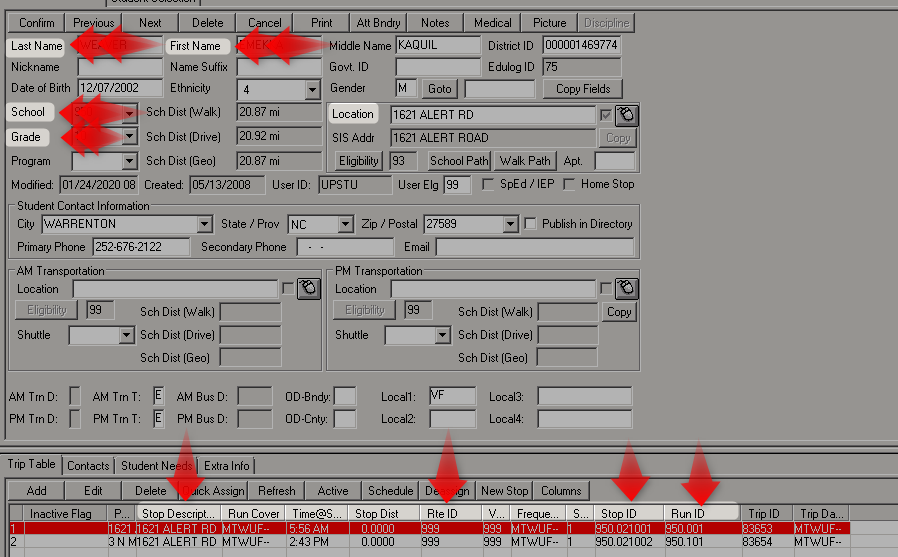 Student Selection
Confirm Previous Next Delete Cancel Print Att Bndry Notes Medical Picture Discipline
Last Name First Name Middle Name KAQUIL District ID 000001469774
Nickname Name Suffix Govt. ID Edulog ID 75
Date of Birth 12/07/2002 Ethnicity 4 Gender M Goto Copy Fields
School Sch Dist (Walk) 20.87 mi Location 1621 ALERT RD
Grade Sch Dist (Drive) 20.92 mi SIS Addr 1621 ALERT ROAD Copy
Program Sch Dist (Geo) 20.87 mi Eligibility 93 School Path Walk Path Apt.
Modified: 01/24/2020 08 Created: 05/13/2008 User ID: UPSTU User Elg 99 SpEd / IEP Home Stop
Student Contact Information
City WARRENTON State / Prov NC Zip / Postal 27589 Publish in Directory
Primary Phone 252-676-2122 Secondary Phone - - Email
AM Transportation PM Transportation
Location Location
Eligibility 99 Sch Dist (Walk) Eligibility 99 Sch Dist (Walk) Copy
Shuttle Sch Dist (Drive) Shuttle Sch Dist (Drive)
Sch Dist (Geo) Sch Dist (Geo)
AM Trn D: AM Trn T: E AM Bus D: OD-Bndy: Local1: VF Local3:
PM Trn D: PM Trn T: E PM Bus D: OD-Cnty: Local2: Local4:
Trip Table Contacts Student Needs Extra Info
Add Edit Delete Quick Assign Refresh Active Schedule New Stop Columns
Inactive Flag P... Stop Descript... Run Cover Time@S... Stop Dist Rte ID V... Freque... S... Stop ID Run ID Trip ID Trip Da...
1 1621 1621 ALERT RD MTWUF-- 5:56 AM 0.0000 999 999 MTWUF-- 1 950.021001 950.001 83653 MTWUF--
2 3 N M 1621 ALERT RD MTWUF-- 2:43 PM 0.0000 999 999 MTWUF-- 1 950.021002 950.101 83654 MTWUF--